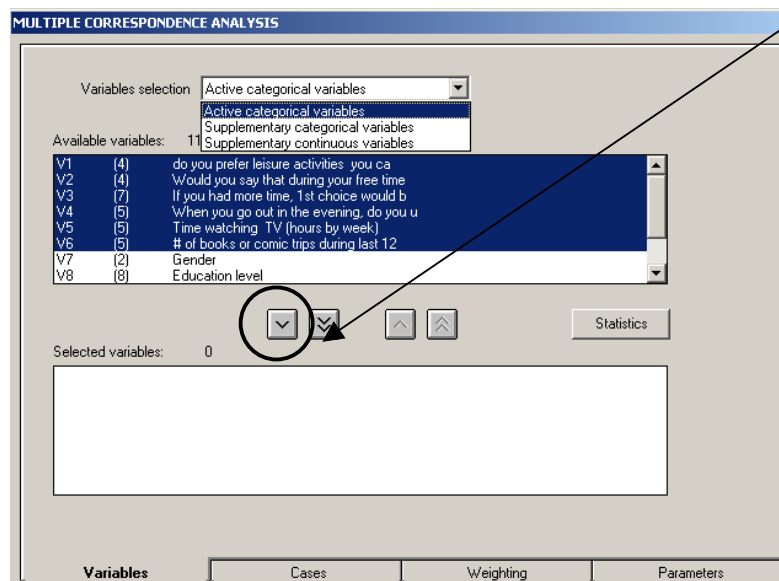 MULTIPLE CORRESPONDENCE ANALYSIS
Variables selection Active categorical variables
Active categorical variables
Supplementary categorical variables
Available variables: 11 Supplementary continuous variables
V1 (4) do you prefer leisure activities you ca
V2 (4) Would you say that during your free time
V3 (7) If you had more time, 1st choice would b
V4 (5) When you go out in the evening, do you u
V5 (5) Time watching TV (hours by week)
V6 (5) # of books or comic trips during last 12
V7 (2) Gender
V8 (8) Education level
Statistics
Selected variables: 0
Variables Cases Weighting Parameters